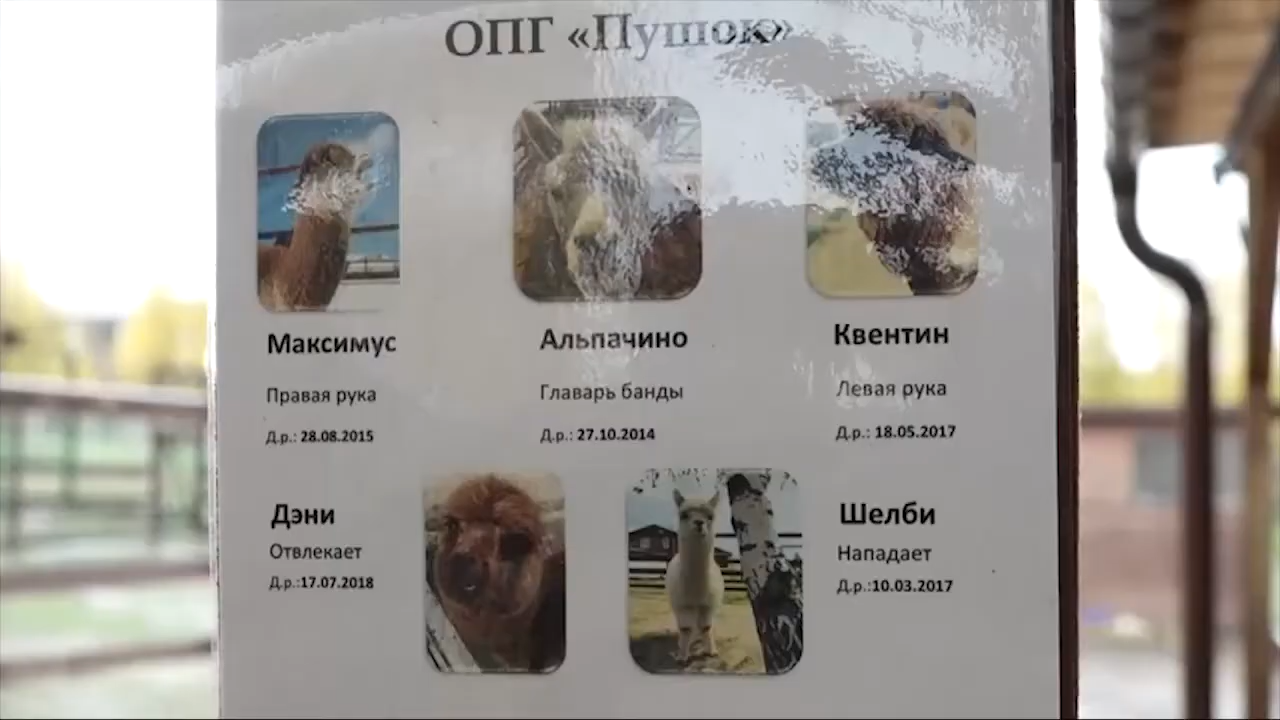 ОПГ «Пушок»
Максимус
Правая рука
Д.р.: 28.08.2015
Альпачино
Главарь банды
Д.р.: 27.10.2014
Квентин
Левая рука
Д.р.: 18.05.2017
Дэни
Отвлекает
Д.р.:17.07.2018
Шелби
Нападает
Д.р.:10.03.2017